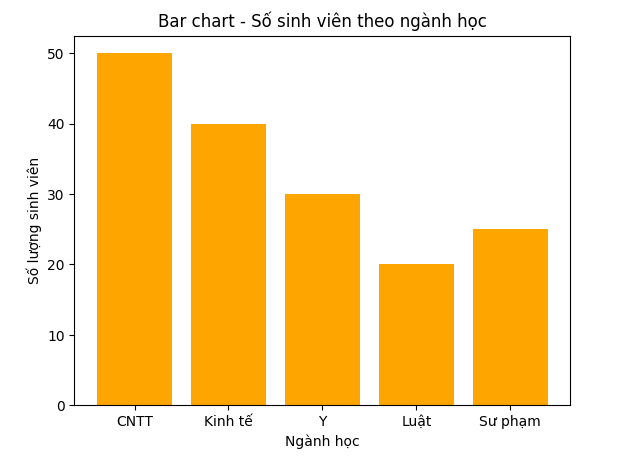 Bar chart - Số sinh viên theo ngành học
Số lượng sinh viên
50
40
30
20
10
0
CNTT Kinh tế Y Luật Sư phạm
Ngành học